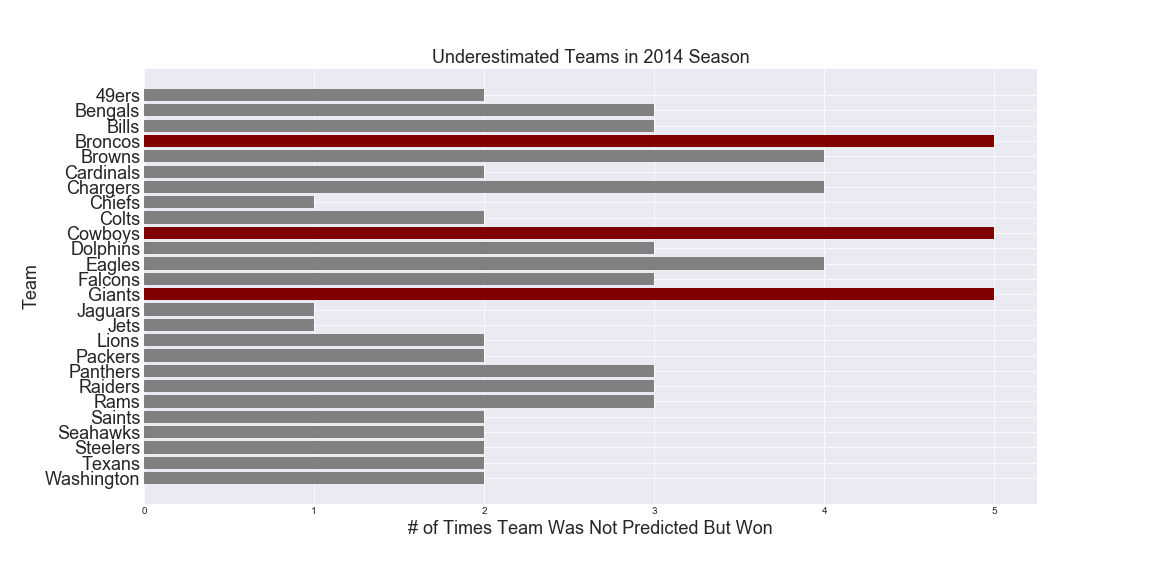 Underestimated Teams in 2014 Season
Team
49ers
Bengals
Bills
Broncos
Browns
Cardinals
Chargers
Chiefs
Colts
Cowboys
Dolphins
Eagles
Falcons
Giants
Jaguars
Jets
Lions
Packers
Panthers
Raiders
Rams
Saints
Seahawks
Steelers
Texans
Washington
0 1 2 3 4 5
# of Times Team Was Not Predicted But Won